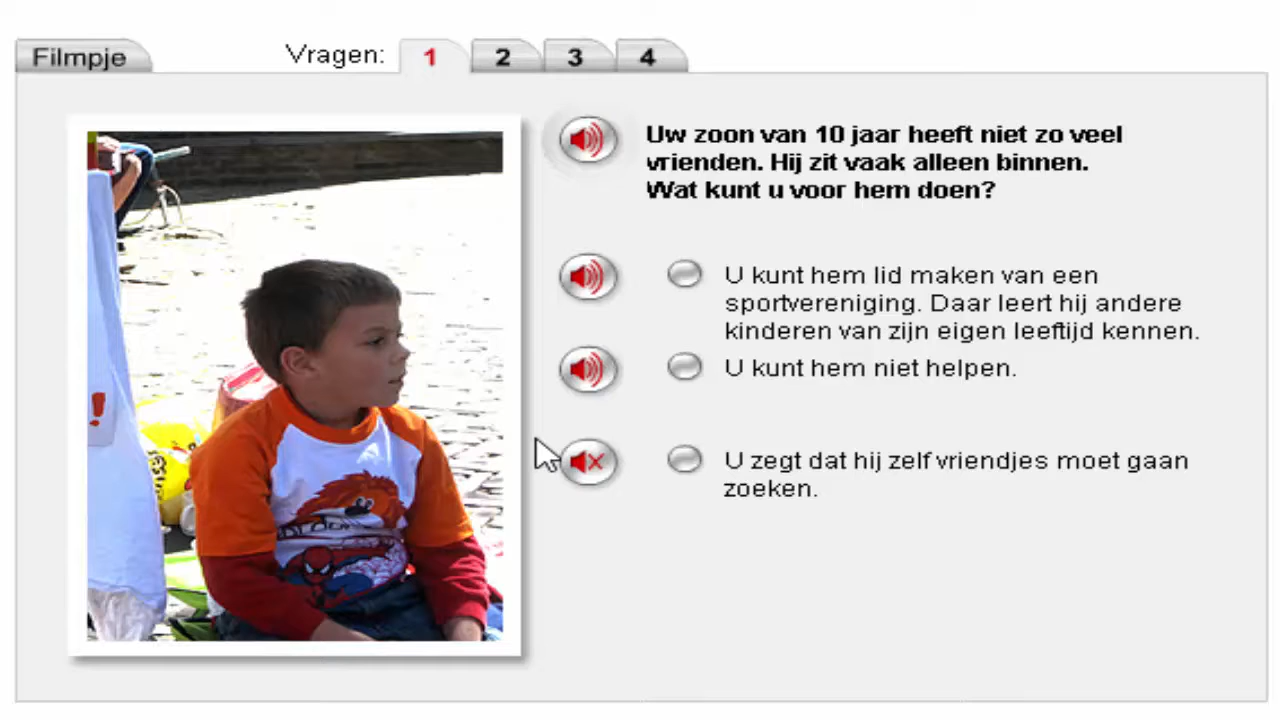 Filmpje
Vragen: 1 2 3 4
Uw zoon van 10 jaar heeft niet zo veel
vrienden. Hij zit vaak alleen binnen.
Wat kunt u voor hem doen?
U kunt hem lid maken van een
sportvereniging. Daar leert hij andere
kinderen van zijn eigen leeftijd kennen.
U kunt hem niet helpen.
U zegt dat hij zelf vriendjes moet gaan
zoeken.
!